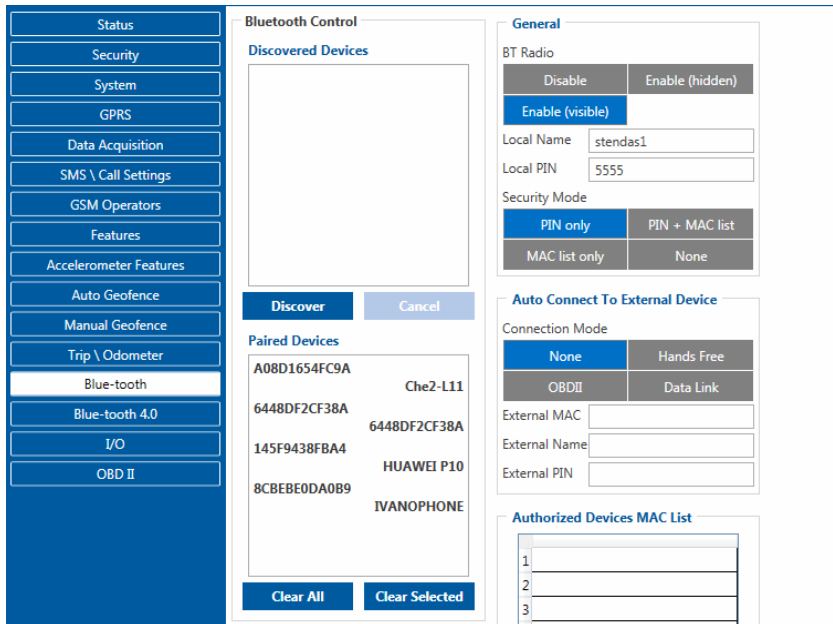 Status
Security
System
GPRS
Data Acquisition
SMS \ Call Settings
GSM Operators
Features
Accelerometer Features
Auto Geofence
Manual Geofence
Trip \ Odometer
Blue-tooth
Blue-tooth 4.0
I/O
OBD II
Bluetooth Control
Discovered Devices
Discover Cancel
Paired Devices
A08D1654FC9A
Che2-L11
6448DF2CF38A
6448DF2CF38A
145F9438FBA4
HUAWEI P10
8CBEBE0DA0B9
IVANOPHONE
Clear All Clear Selected
General
BT Radio
Disable Enable (hidden)
Enable (visible)
Local Name stendas1
Local PIN 5555
Security Mode
PIN only PIN + MAC list
MAC list only None
Auto Connect To External Device
Connection Mode
None Hands Free
OBDII Data Link
External MAC
External Name
External PIN
Authorized Devices MAC List
1
2
3